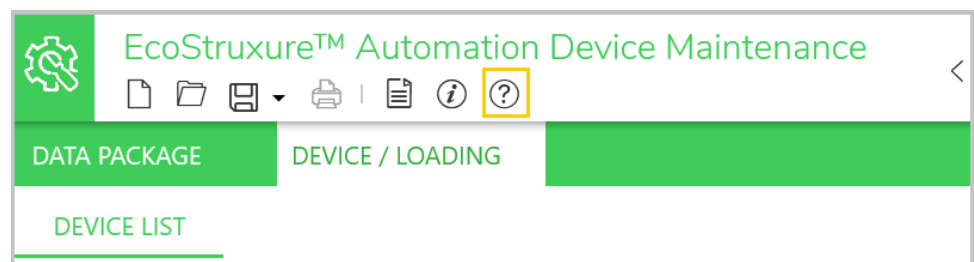 EcoStruxure™ Automation Device Maintenance
DATA PACKAGE DEVICE / LOADING
DEVICE LIST